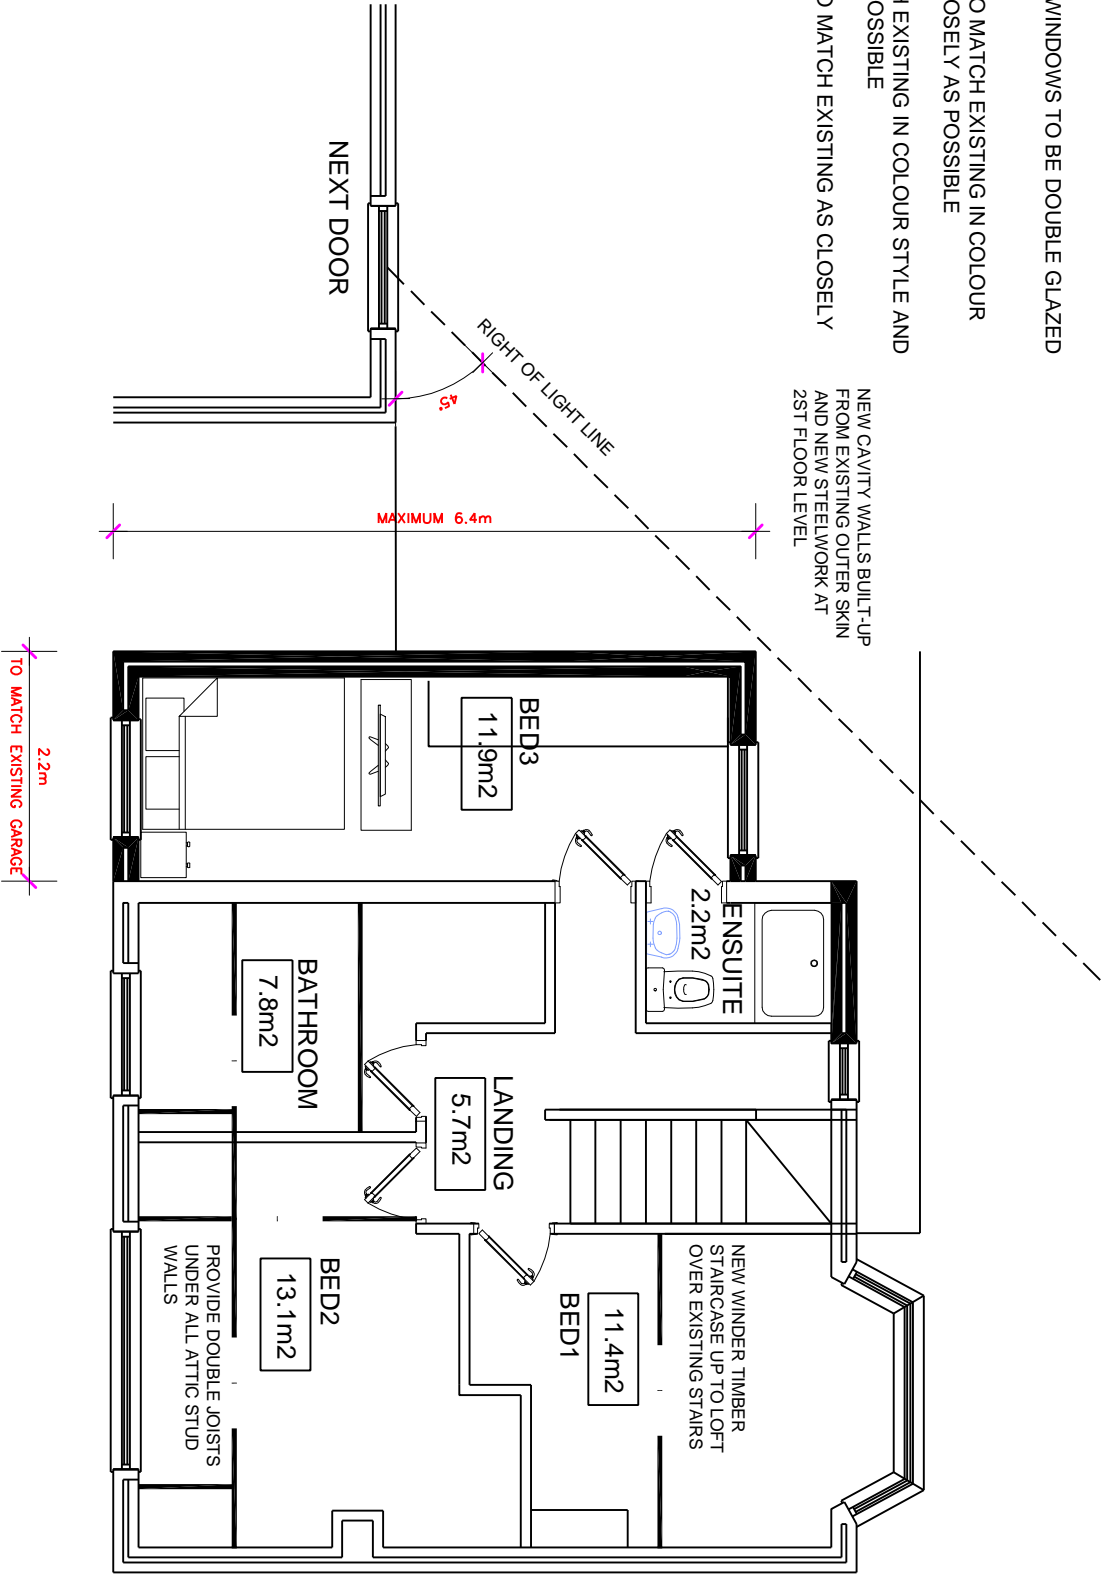 WINDOWS TO BE DOUBLE GLAZED
O MATCH EXISTING IN COLOUR
OSELY AS POSSIBLE
H EXISTING IN COLOUR STYLE AND
OSSIBLE
O MATCH EXISTING AS CLOSELY
NEW CAVITY WALLS BUILT-UP
FROM EXISTING OUTER SKIN
AND NEW STEELWORK AT
2ST FLOOR LEVEL
RIGHT OF LIGHT LINE
45°
NEXT DOOR
MAXIMUM 6.4m
2.2m
TO MATCH EXISTING GARAGE
BED3
11.9m2
ENSUITE
2.2m2
BATHROOM
7.8m2
LANDING
5.7m2
NEW WINDER TIMBER
STAIRCASE UP TO LOFT
OVER EXISTING STAIRS
11.4m2
BED1
BED2
13.1m2
PROVIDE DOUBLE JOISTS
UNDER ALL ATTIC STUD
WALLS